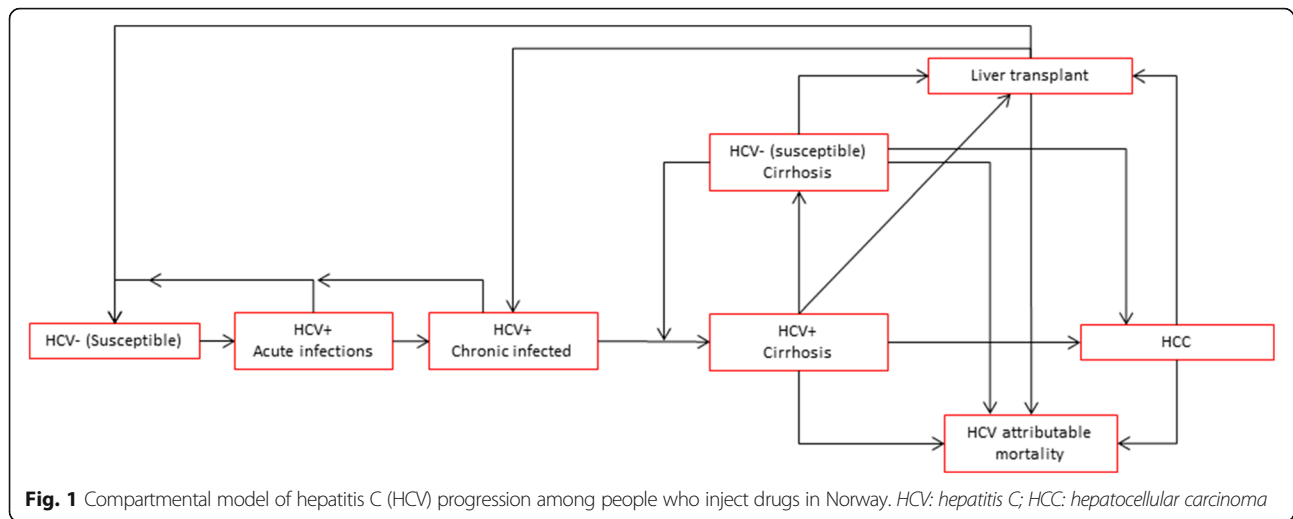 Liver transplant
HCV- (susceptible)
Cirrhosis
HCV- (Susceptible)
HCV+
Acute infections
HCV+
Chronic infected
HCV+
Cirrhosis
HCC
HCV attributable
mortality
Fig. 1 Compartmental model of hepatitis C (HCV) progression among people who inject drugs in Norway. HCV: hepatitis C; HCC: hepatocellular carcinoma